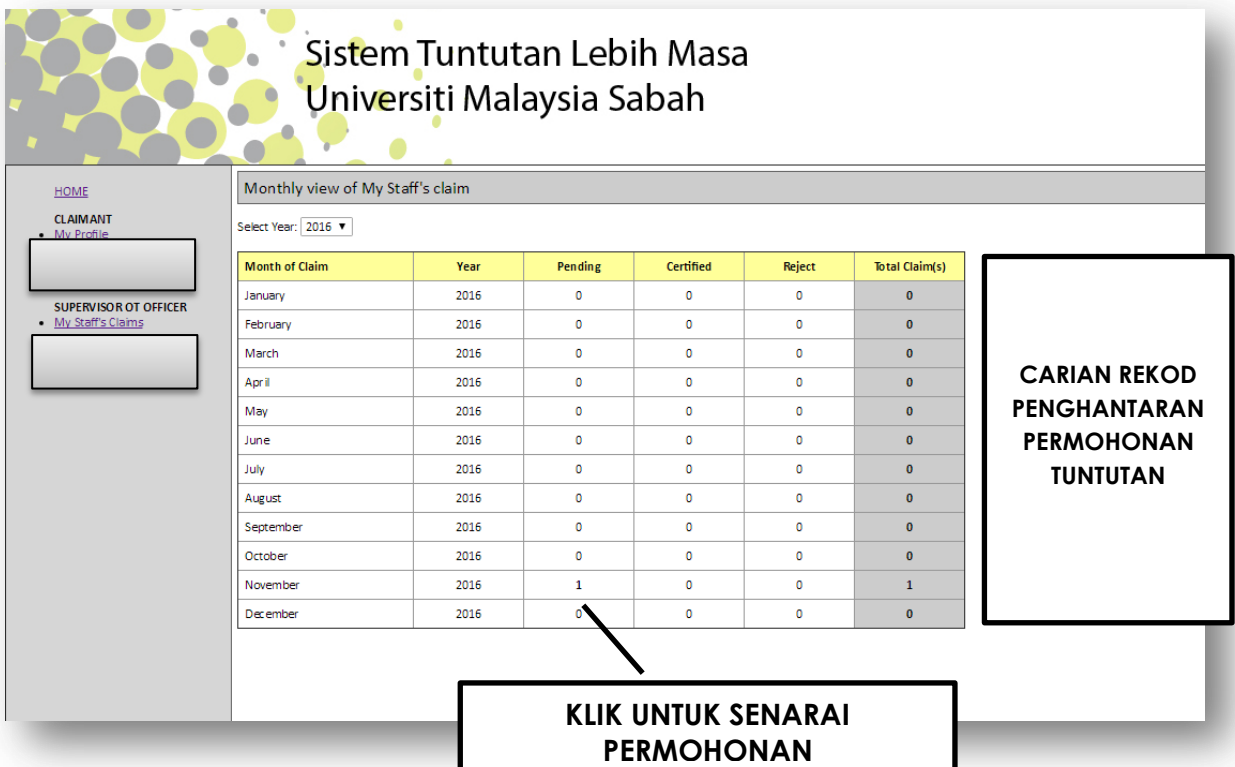 Sistem Tuntutan Lebih Masa
Universiti Malaysia Sabah
HOME
CLAIMANT
My Profile
SUPERVISOR OT OFFICER
My Staff's Claims
Monthly view of My Staff's claim
Select Year: 2016
Month of Claim Year Pending Certified Reject Total Claim(s)
January 2016 0 0 0 0
February 2016 0 0 0 0
March 2016 0 0 0 0
April 2016 0 0 0 0
May 2016 0 0 0 0
June 2016 0 0 0 0
July 2016 0 0 0 0
August 2016 0 0 0 0
September 2016 0 0 0 0
October 2016 0 0 0 0
November 2016 1 0 0 1
December 2016 0 0 0 0
CARIAN REKOD
PENGHANTARAN
PERMOHONAN
TUNTUTAN
KLIK UNTUK SENARAI
PERMOHONAN